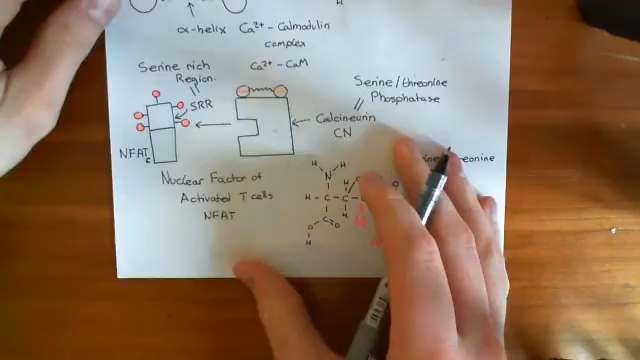 α-helix Ca²⁺ - Calmodulin
complex
Ca²⁺ - CaM
Serine rich
Region
SRR
NFATc
Serine/threonine
Phosphatase
Calcineurin
CN
Nuclear Factor of
Activated T cells
NFAT
H
H H
N
H
H - C - C -
H
C
O O
H